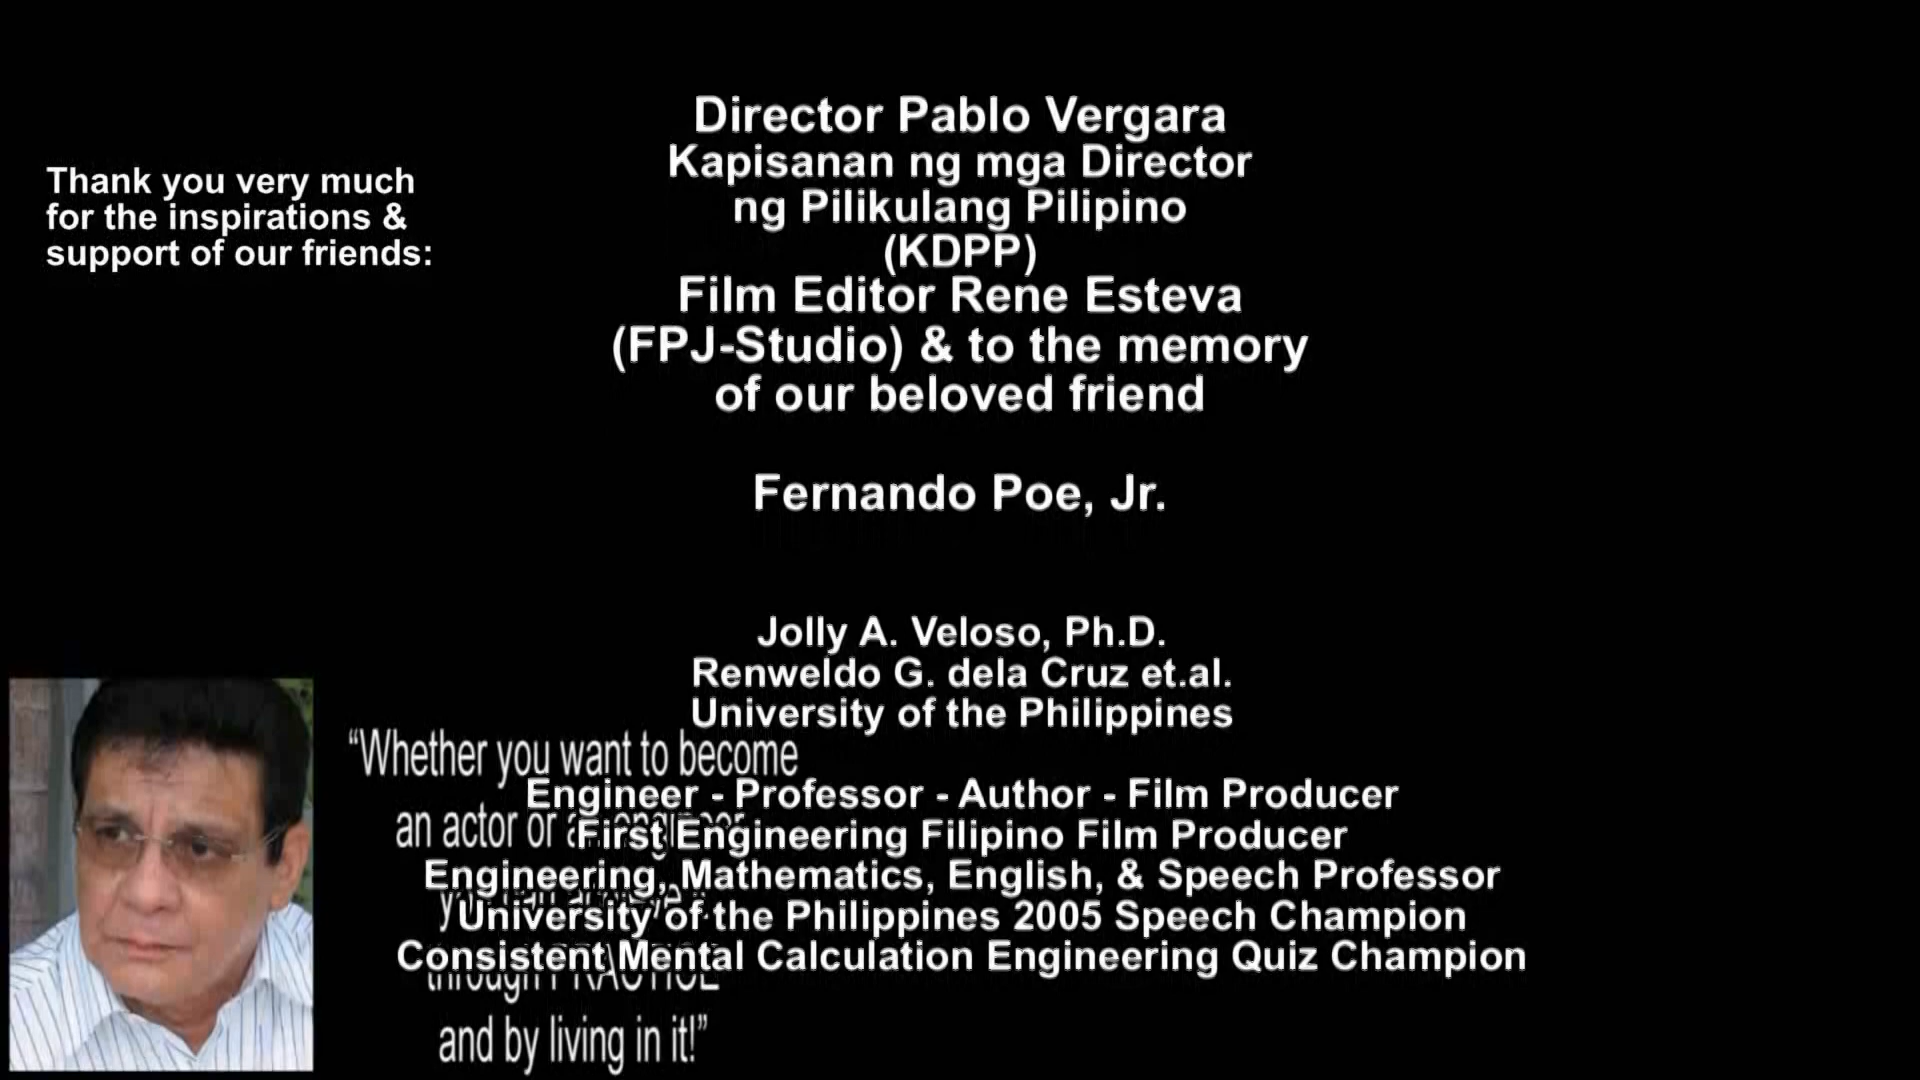 Thank you very much
for the inspirations &
support of our friends:
Director Pablo Vergara
Kapisanan ng mga Director
ng Pilikulang Pilipino
(KDPP)
Film Editor Rene Esteva
(FPJ-Studio) & to the memory
of our beloved friend
Fernando Poe, Jr.
Jolly A. Veloso, Ph.D.
Renweldo G. dela Cruz et.al.
University of the Philippines
Engineer - Professor - Author - Film Producer
First Engineering Filipino Film Producer
Engineering, Mathematics, English, & Speech Professor
University of the Philippines 2005 Speech Champion
Consistent Mental Calculation Engineering Quiz Champion
“Whether you want to become
an actor or
through PRACTICE
and by living in it!”